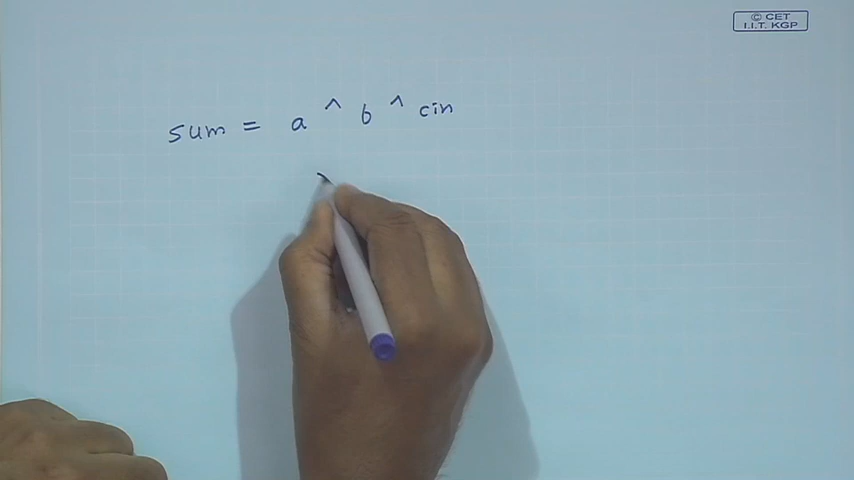 © CET
I.I.T. KGP
sum = a ^ b ^ cin